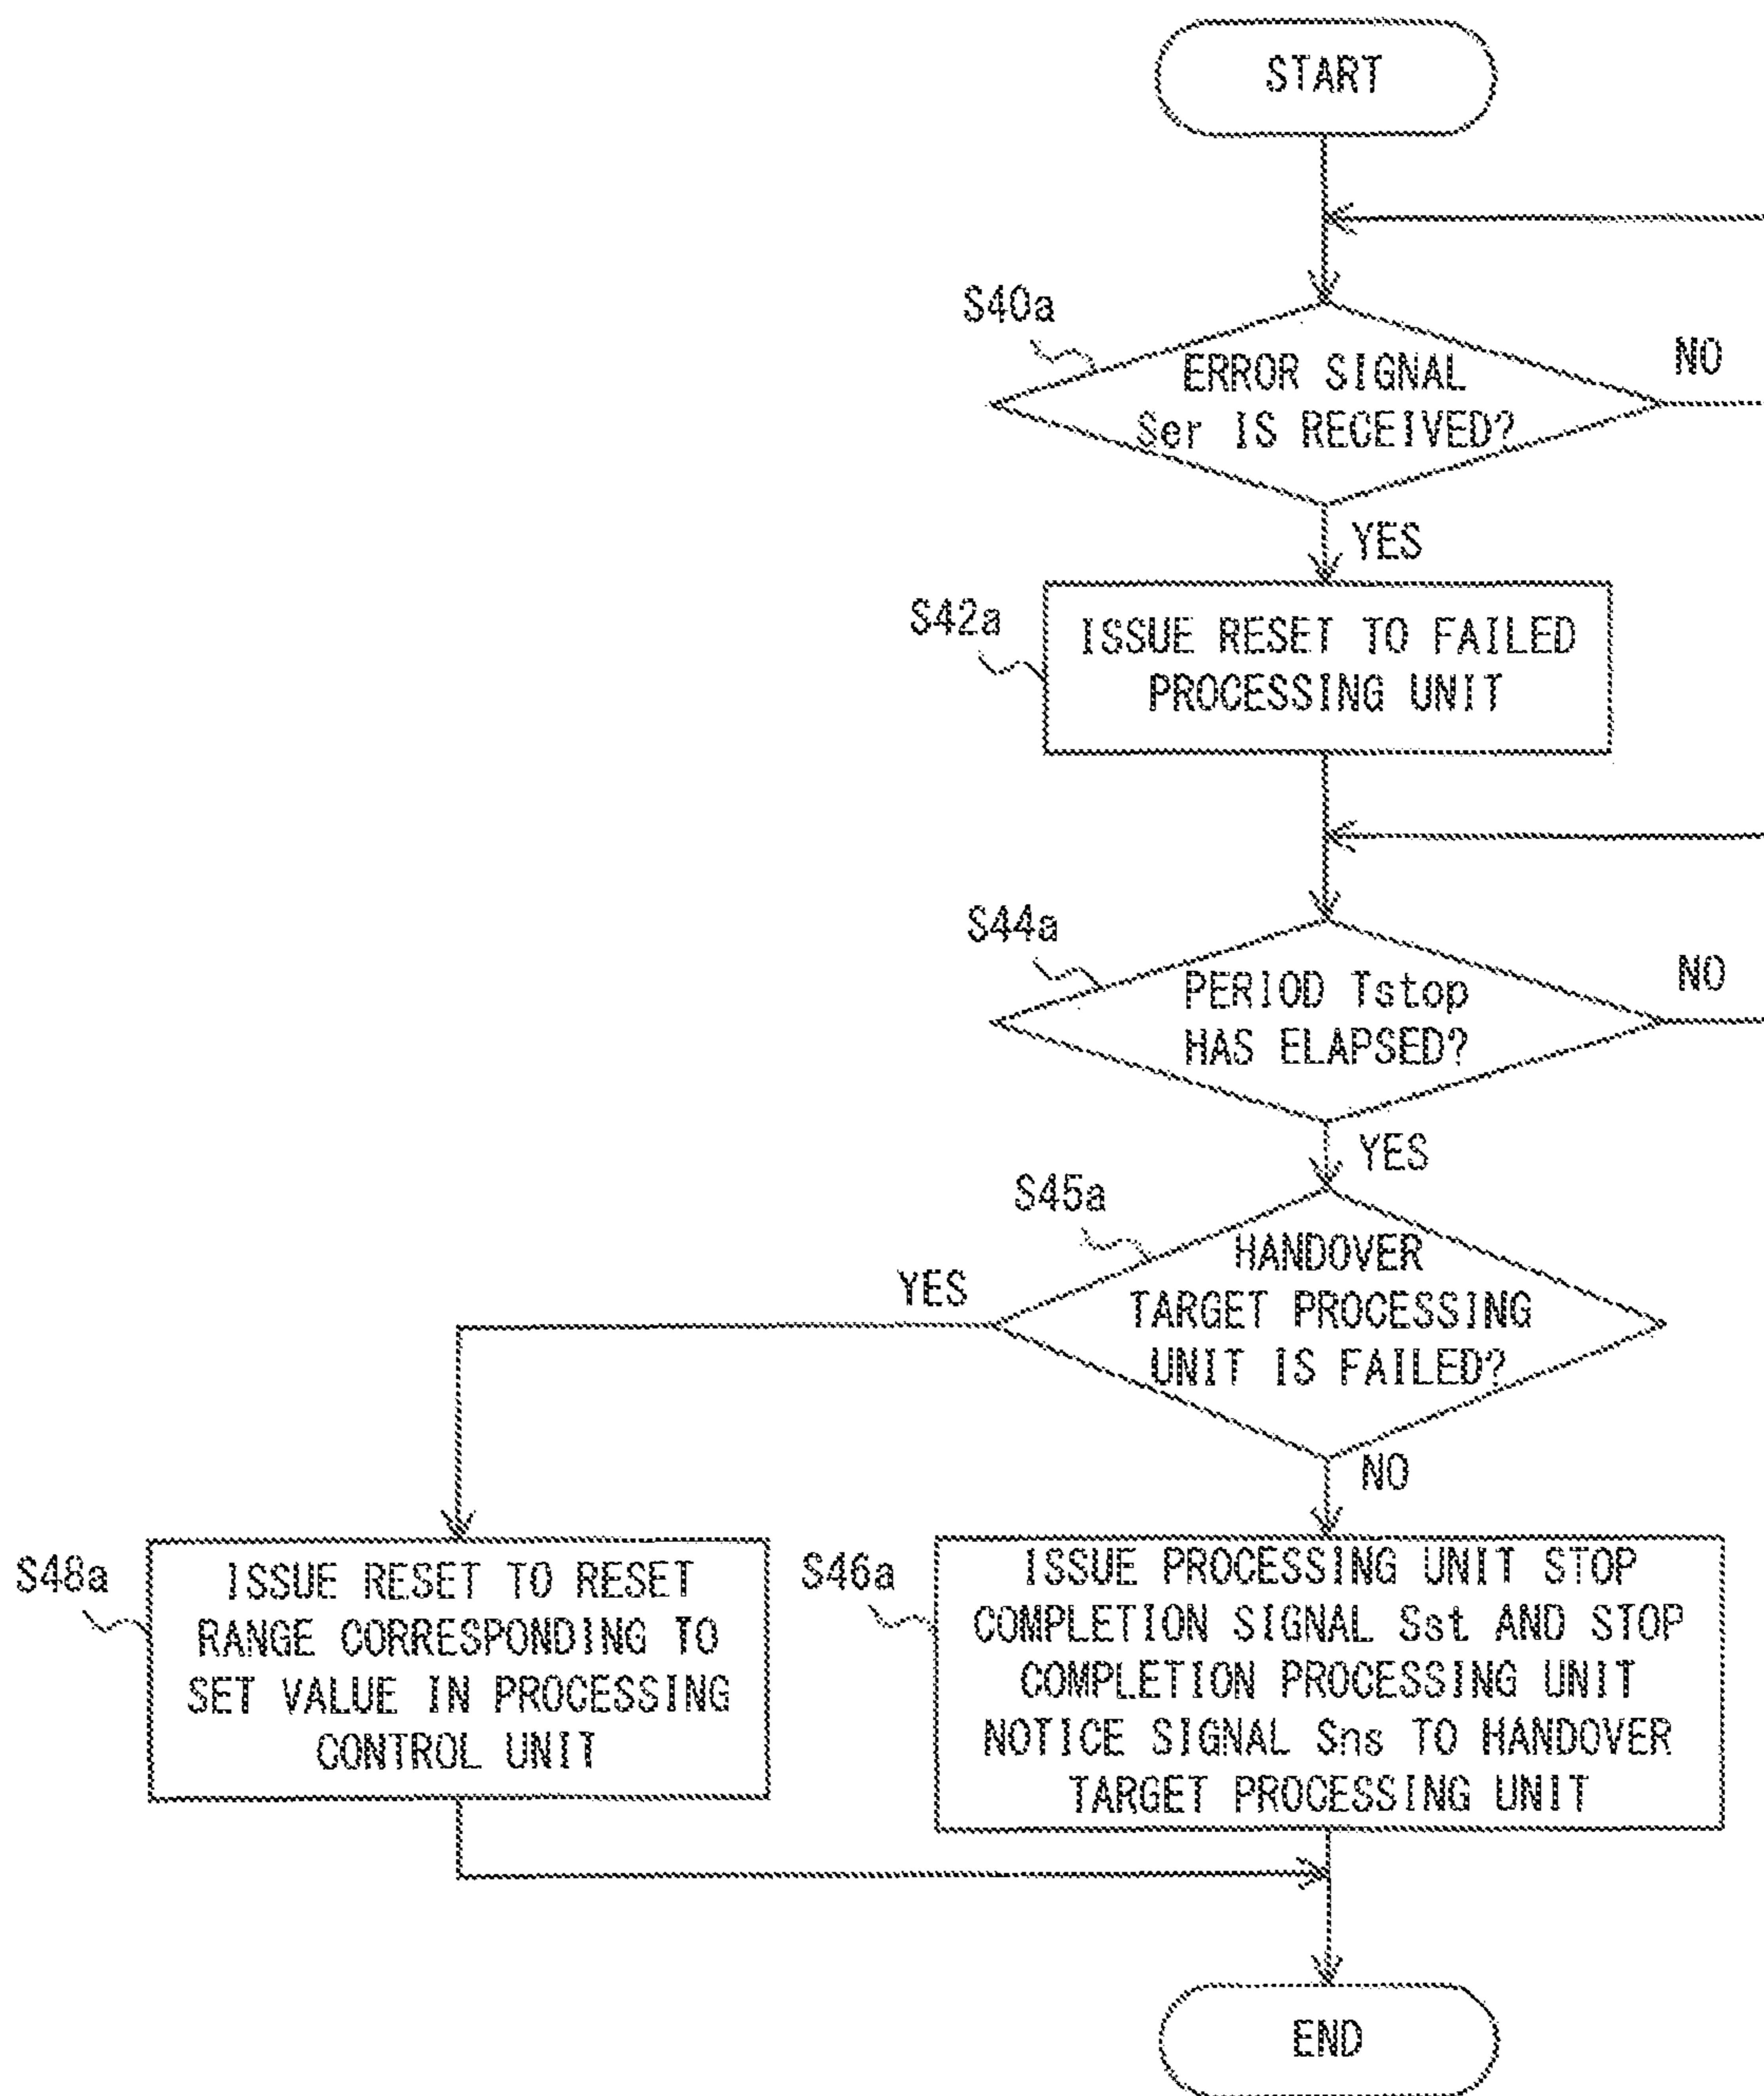 START
S40a
ERROR SIGNAL
Ser IS RECEIVED?
NO
YES
S42a
ISSUE RESET TO FAILED
PROCESSING UNIT
S44a
PERIOD Tstop
HAS ELAPSED?
NO
YES
S45a
HANDOVER
TARGET PROCESSING
UNIT IS FAILED?
YES
NO
S48a
ISSUE RESET TO RESET
RANGE CORRESPONDING TO
SET VALUE IN PROCESSING
CONTROL UNIT
S46a
ISSUE PROCESSING UNIT STOP
COMPLETION SIGNAL Sst AND STOP
COMPLETION PROCESSING UNIT
NOTICE SIGNAL Sns TO HANDOVER
TARGET PROCESSING UNIT
END